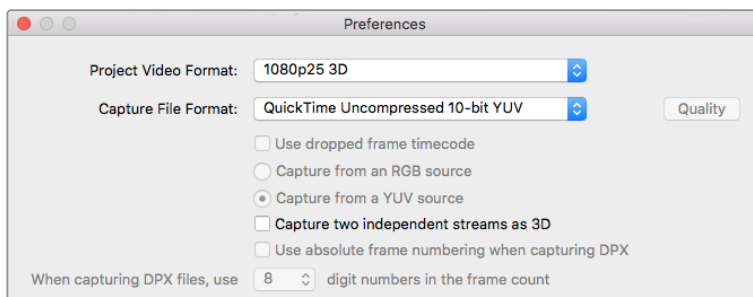 Preferences
Project Video Format: 1080p25 3D
Capture File Format: QuickTime Uncompressed 10-bit YUV Quality
Use dropped frame timecode
Capture from an RGB source
Capture from a YUV source
Capture two independent streams as 3D
Use absolute frame numbering when capturing DPX
When capturing DPX files, use 8 digit numbers in the frame count